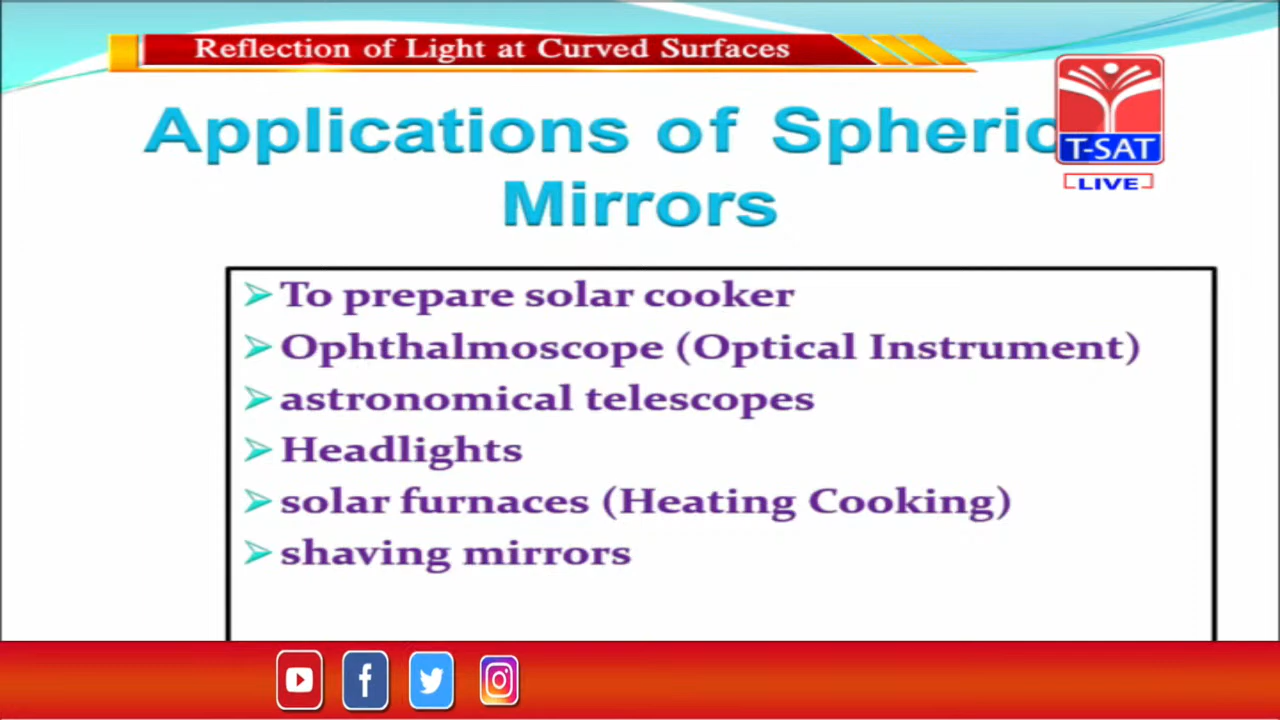 Reflection of Light at Curved Surfaces
Applications of Spheric
Mirrors
T-SAT
LIVE
To prepare solar cooker
Ophthalmoscope (Optical Instrument)
astronomical telescopes
Headlights
solar furnaces (Heating Cooking)
shaving mirrors